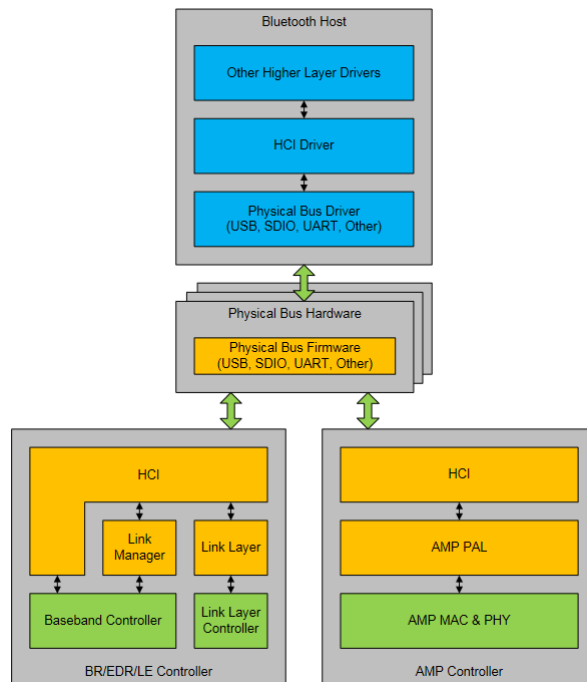 Bluetooth Host
Other Higher Layer Drivers
HCI Driver
Physical Bus Driver
(USB, SDIO, UART, Other)
Physical Bus Hardware
Physical Bus Firmware
(USB, SDIO, UART, Other)
HCI
Link
Manager
Link Layer
Baseband Controller
Link Layer
Controller
BR/EDR/LE Controller
HCI
AMP PAL
AMP MAC & PHY
AMP Controller